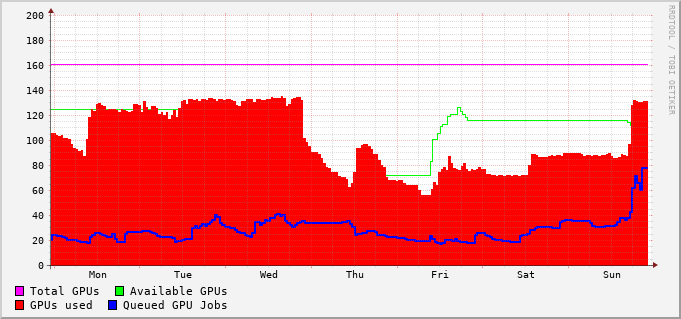 200
180
160
140
120
100
80
60
40
20
0
Mon Tue Wed Thu Fri Sat Sun
Total GPUs Available GPUs
GPUs used Queued GPU Jobs
RRDTOOL / TOBI OETIKER